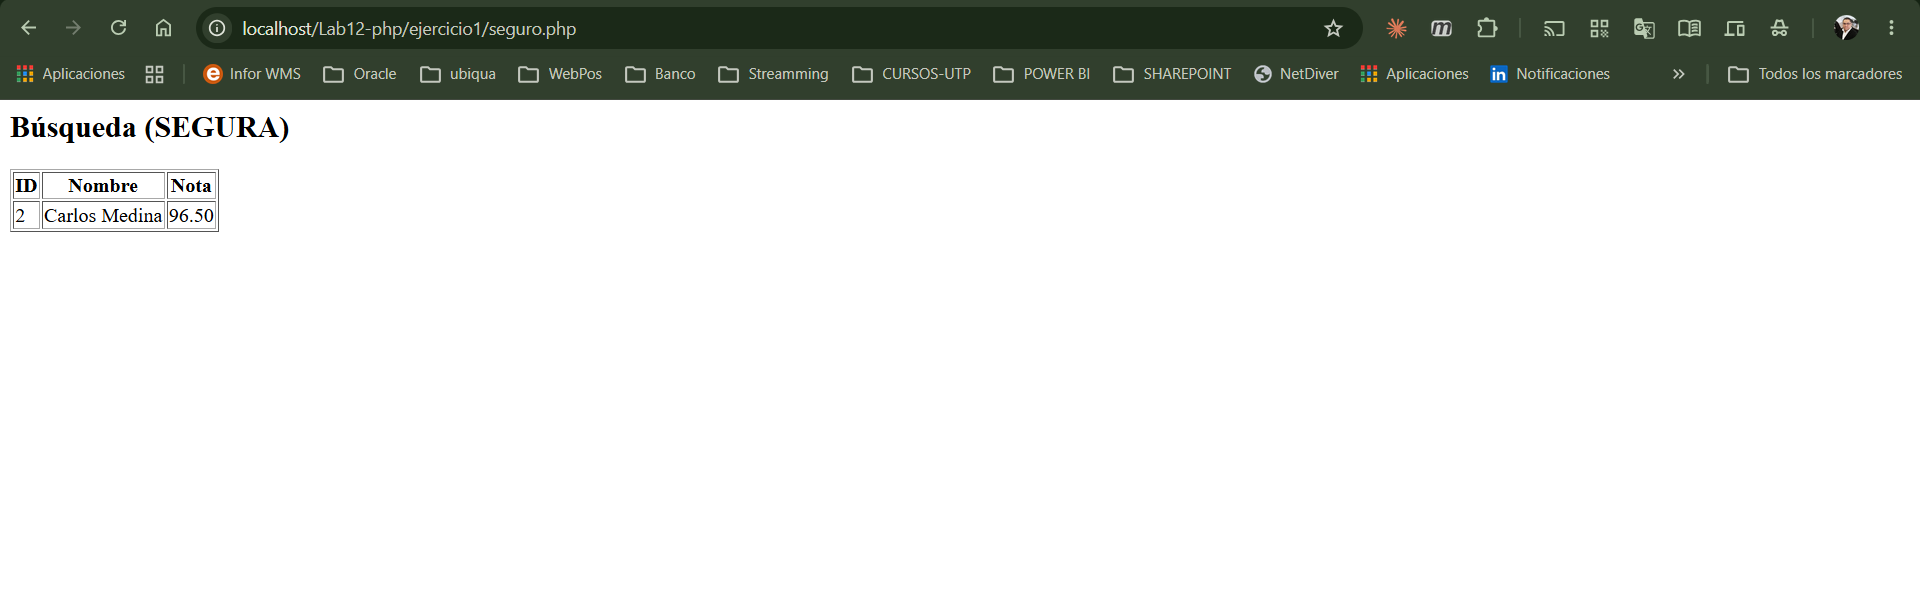 localhost/Lab12-php/ejercicio1/seguro.php
Aplicaciones Infor WMS Oracle ubiqua WebPos Banco Streamming CURSOS-UTP POWER BI SHAREPOINT NetDiver Aplicaciones Notificaciones » Todos los marcadores
Búsqueda (SEGURA)
ID Nombre Nota
2 Carlos Medina 96.50